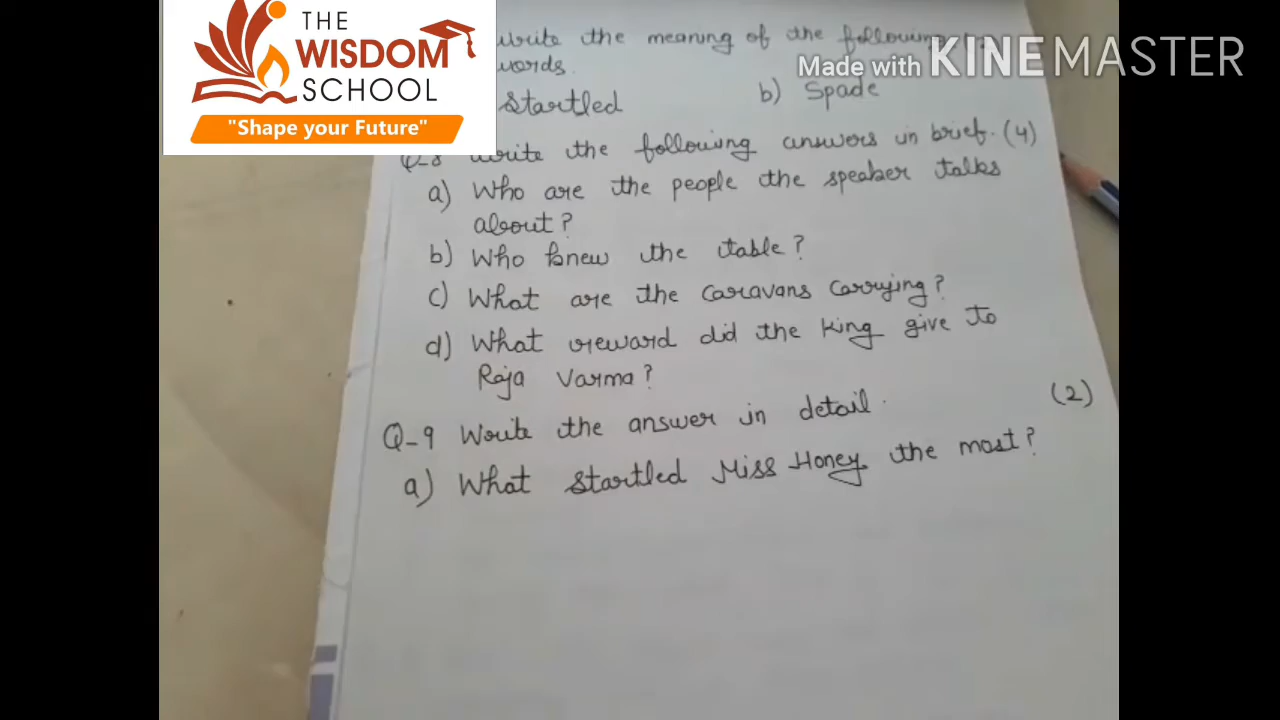 THE
WISDOM
SCHOOL
"Shape your Future"
Made with KINEMASTER
write the meaning of the following
words.
Startled b) Spade
Q-8 Write the following answers in brief. (4)
a) Who are the people the speaker talks
about?
b) Who knew the table?
c) What are the caravans carrying?
d) What reward did the king give to
Raja Varma?
Q-9 Write the answer in detail. (2)
a) What startled Miss Honey the most?